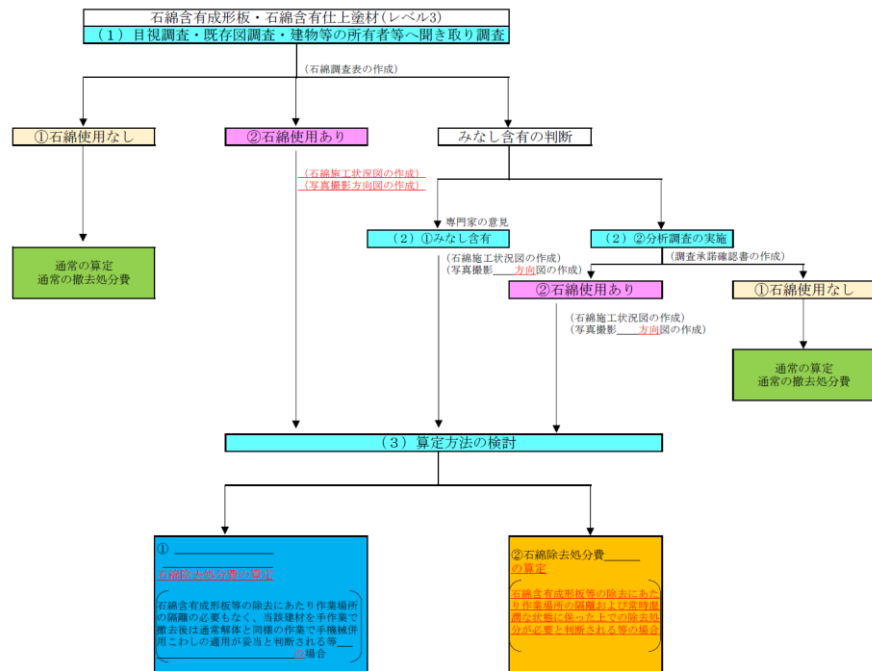 石綿含有成形板・石綿含有仕上塗材(レベル3)
(1)目視調査・既存図調査・建物等の所有者等へ聞き取り調査
(石綿調査表の作成)
①石綿使用なし
②石綿使用あり
みなし含有の判断
(石綿施工状況図の作成)
(写真撮影方向図の作成)
専門家の意見
(2)①みなし含有
(2)②分析調査の実施
通常の算定
通常の撤去処分費
(石綿施工状況図の作成)
(写真撮影____方向図の作成)
(調査承諾確認書の作成)
②石綿使用あり
①石綿使用なし
(石綿施工状況図の作成)
(写真撮影____方向図の作成)
通常の算定
通常の撤去処分費
(3)算定方法の検討
①
石綿除去処分費の算定
石綿含有成形板等の除去にあたり作業場所
の隔離の必要もなく、当該建材を手作業で
撤去後は通常解体と同様の作業で手機械併
用こわしの適用が妥当と判断される等
の場合
②石綿除去処分費
の算定
石綿含有成形板等の除去にあた
り作業場所の隔離および常時湿
潤な状態に保った上での除去処
分が必要と判断される等の場合